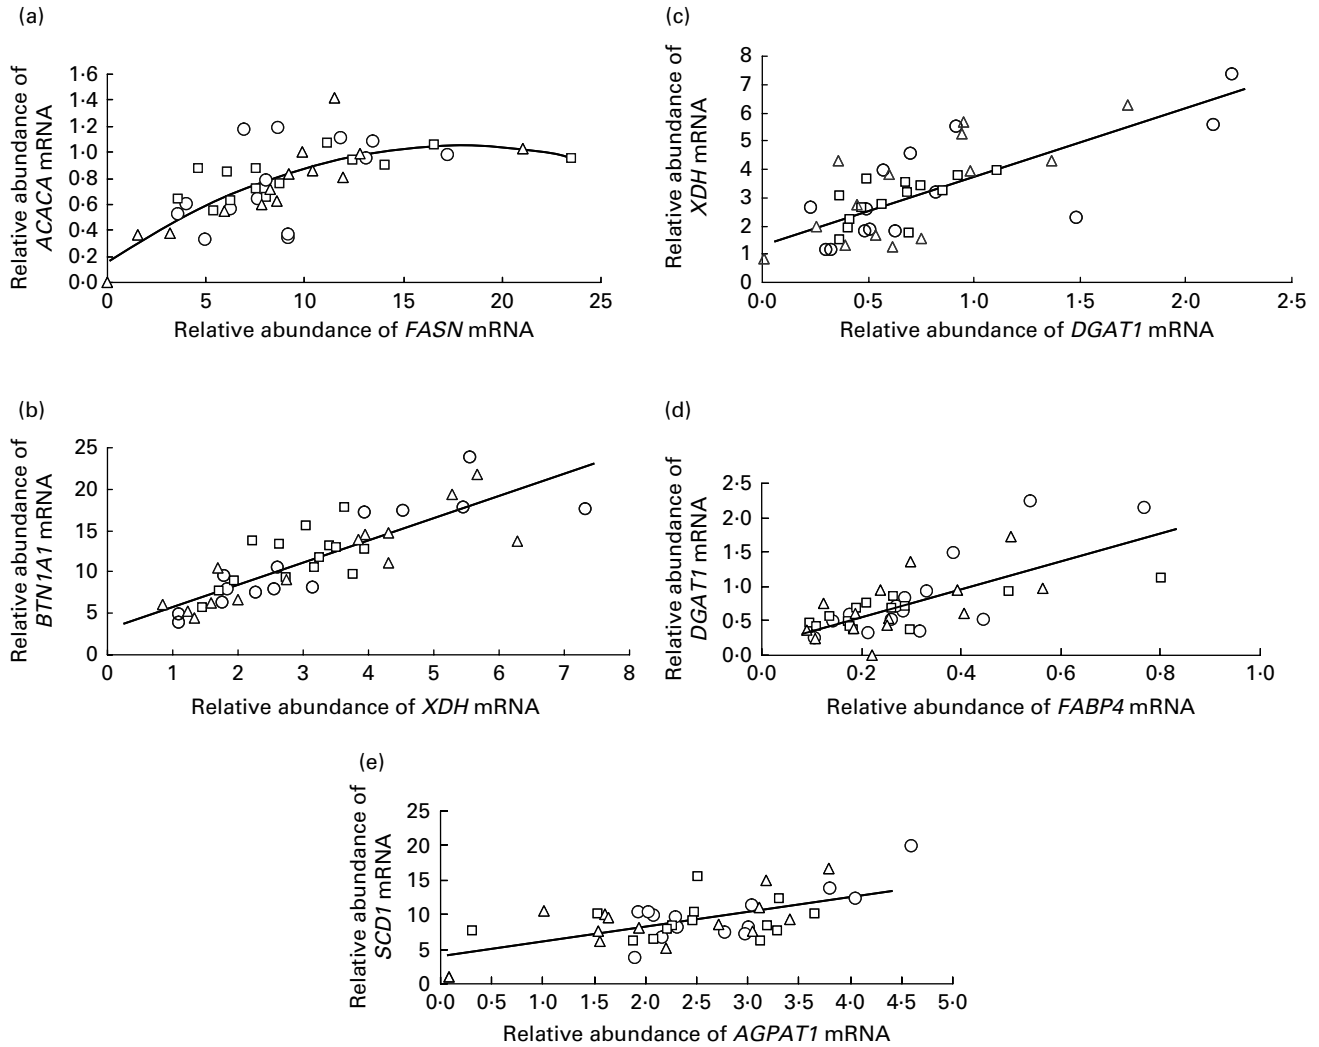 (a)
Relative abundance of
ACACA mRNA
1·6
1·4
1·2
1·0
0·8
0·6
0·4
0·2
0·0
0 5 10 15 20 25
Relative abundance of FASN mRNA
(c)
Relative abundance of
XDH mRNA
8
7
6
5
4
3
2
1
0
0·0 0·5 1·0 1·5 2·0 2·5
Relative abundance of DGAT1 mRNA
(b)
Relative abundance of
BTN1A1 mRNA
25
20
15
10
5
0
0 1 2 3 4 5 6 7 8
Relative abundance of XDH mRNA
(d)
Relative abundance of
DGAT1 mRNA
2·5
2·0
1·5
1·0
0·5
0·0
0·0 0·2 0·4 0·6 0·8 1·0
Relative abundance of FABP4 mRNA
(e)
Relative abundance of
SCD1 mRNA
25
20
15
10
5
0
0·0 0·5 1·0 1·5 2·0 2·5 3·0 3·5 4·0 4·5 5·0
Relative abundance of AGPAT1 mRNA